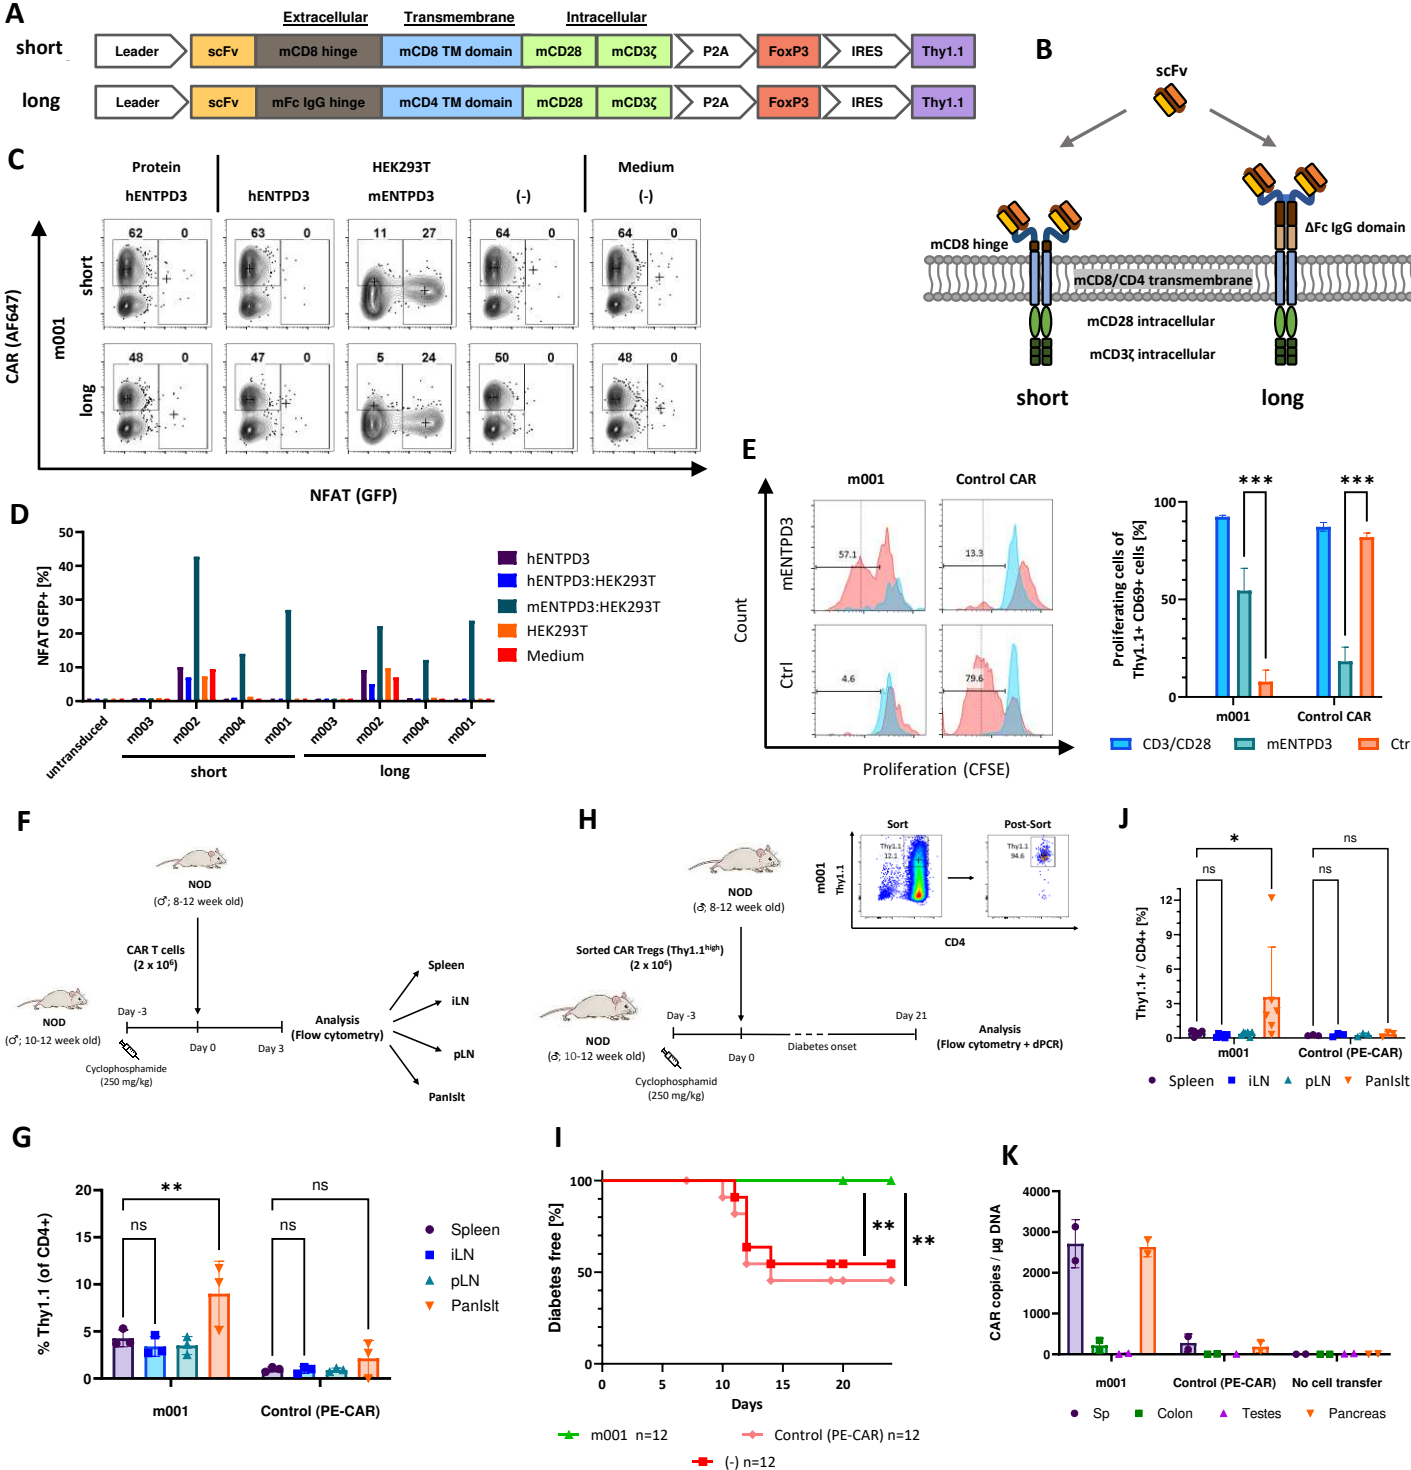 A
Extracellular Transmembrane Intracellular
short Leader scFv mCD8 hinge mCD8 TM domain mCD28 mCD3ζ P2A FoxP3 IRES Thy1.1
long Leader scFv mFc IgG hinge mCD4 TM domain mCD28 mCD3ζ P2A FoxP3 IRES Thy1.1
B
scFv
mCD8 hinge
ΔFc IgG domain
mCD8/CD4 transmembrane
mCD28 intracellular
mCD3ζ intracellular
short long
C
Protein HEK293T Medium
hENTPD3 hENTPD3 mENTPD3 (-) (-)
CAR (AF647)
m001
short
62 0 63 0 11 27 64 0 64 0
long
48 0 47 0 5 24 50 0 48 0
NFAT (GFP)
D
NFAT GFP+ [%]
50
40
30
20
10
0
untransduced m003 m002 m004 m001 m003 m002 m004 m001
short long
hENTPD3
hENTPD3:HEK293T
mENTPD3:HEK293T
HEK293T
Medium
E
m001 Control CAR
Count
mENTPD3
57.1 13.3
Ctrl
4.6 79.6
Proliferation (CFSE)
Proliferating cells of
Thy1.1+ CD69+ cells [%]
100
50
0
*** ***
m001 Control CAR
CD3/CD28 mENTPD3 Ctr
F
NOD
(♂; 8-12 week old)
CAR T cells
(2 x 10⁶)
NOD
(♂; 10-12 week old)
Day -3
Day 0
Day 3
Cyclophosphamide
(250 mg/kg)
Analysis
(Flow cytometry)
Spleen
iLN
pLN
PanIslt
G
% Thy1.1 (of CD4+)
20
15
10
5
0
ns ** ns ns
m001 Control (PE-CAR)
Spleen
iLN
pLN
PanIslt
H
NOD
(♂; 8-12 week old)
Sorted CAR Tregs (Thy1.1ʰⁱᵍʰ)
(2 x 10⁶)
NOD
(♂; 10-12 week old)
Day -3
Day 0
Diabetes onset
Day 21
Cyclophosphamid
(250 mg/kg)
Analysis
(Flow cytometry + dPCR)
Sort Post-Sort
m001
Thy1.1
Thy1.1
12.1
Thy1.1
94.6
CD4
I
Diabetes free [%]
100
50
0
0 5 10 15 20
Days
** **
m001 n=12 Control (PE-CAR) n=12
(-) n=12
J
Thy1.1+ / CD4+ [%]
12
9
6
3
0
ns * ns ns
m001 Control (PE-CAR)
Spleen iLN pLN PanIslt
K
CAR copies / µg DNA
4000
3000
2000
1000
0
m001 Control (PE-CAR) No cell transfer
Sp Colon Testes Pancreas